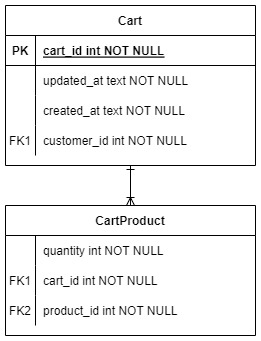 Cart
PK cart_id int NOT NULL
updated_at text NOT NULL
created_at text NOT NULL
FK1 customer_id int NOT NULL
CartProduct
quantity int NOT NULL
FK1 cart_id int NOT NULL
FK2 product_id int NOT NULL